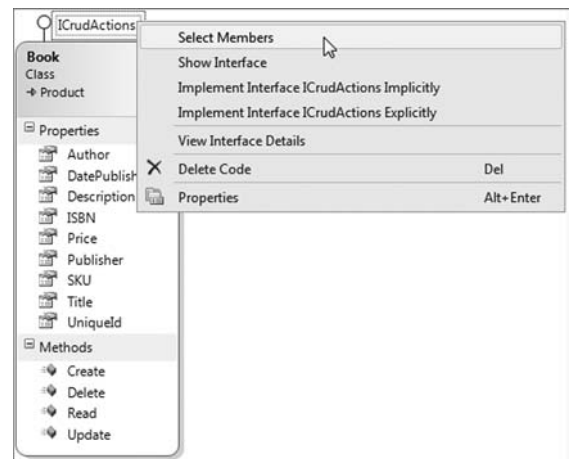 ICrudActions
Book
Class
Product
Properties
Author
DatePublish
Description
ISBN
Price
Publisher
SKU
Title
UniqueId
Methods
Create
Delete
Read
Update
Select Members
Show Interface
Implement Interface ICrudActions Implicitly
Implement Interface ICrudActions Explicitly
View Interface Details
Delete Code Del
Properties Alt+Enter